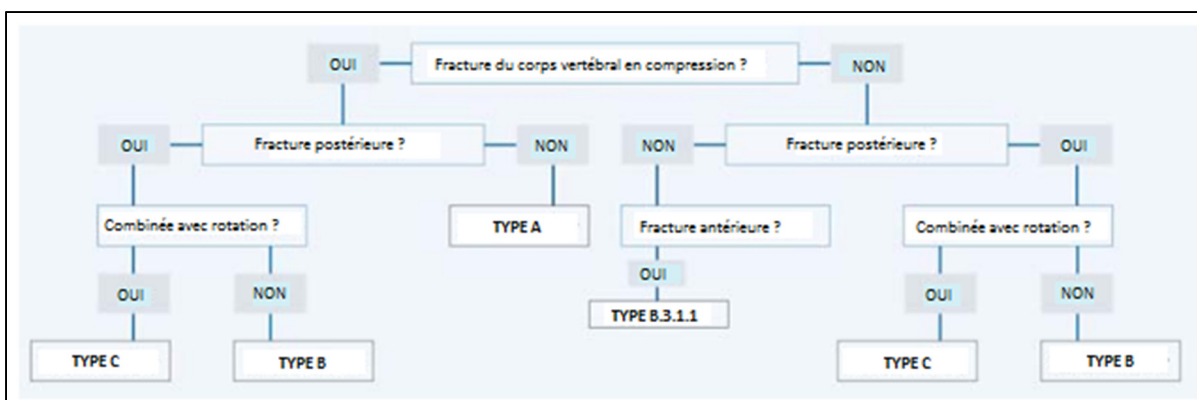 OUI Fracture du corps vertébral en compression ? NON
OUI Fracture postérieure ? NON NON Fracture postérieure ? OUI
Combinée avec rotation ? TYPE A Fracture antérieure ? Combinée avec rotation ?
OUI NON OUI OUI NON
TYPE B.3.1.1
TYPE C TYPE B TYPE C TYPE B